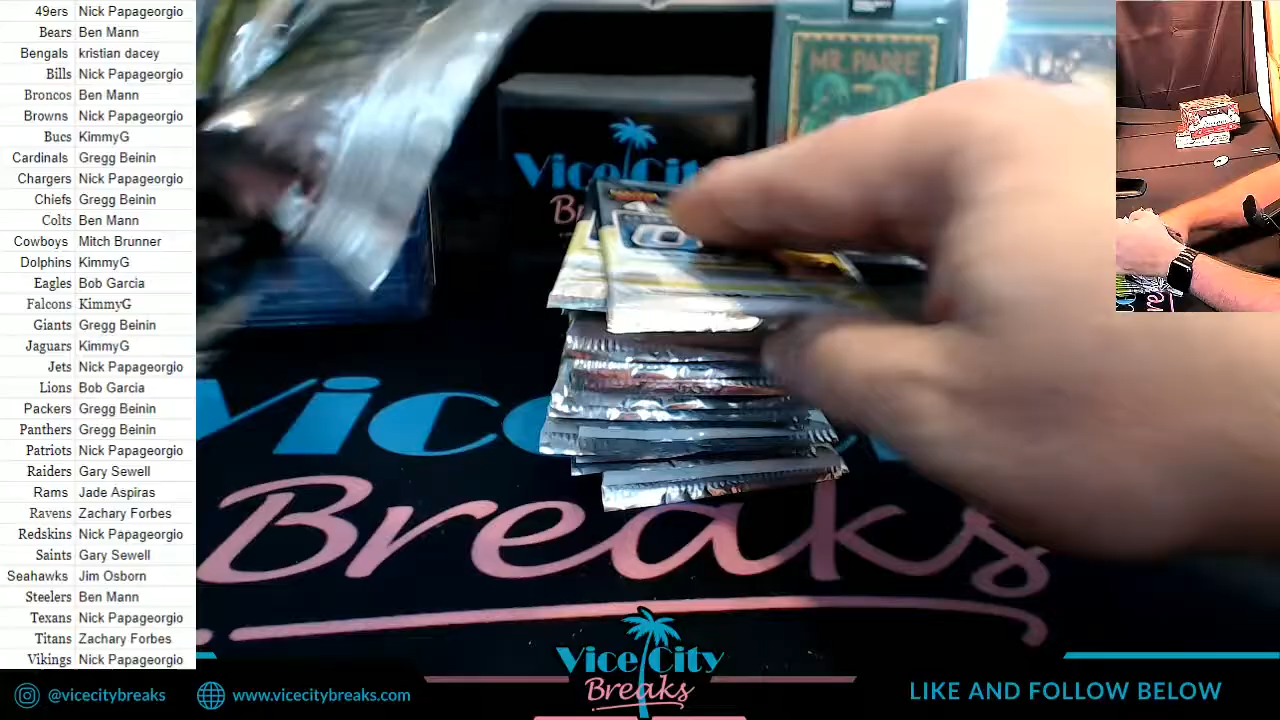 49ers Nick Papageorgio
Bears Ben Mann
Bengals kristian dacey
Bills Nick Papageorgio
Broncos Ben Mann
Browns Nick Papageorgio
Bucs KimmyG
Cardinals Gregg Beinin
Chargers Nick Papageorgio
Chiefs Gregg Beinin
Colts Ben Mann
Cowboys Mitch Brunner
Dolphins KimmyG
Eagles Bob Garcia
Falcons KimmyG
Giants Gregg Beinin
Jaguars KimmyG
Jets Nick Papageorgio
Lions Bob Garcia
Packers Gregg Beinin
Panthers Gregg Beinin
Patriots Nick Papageorgio
Raiders Gary Sewell
Rams Jade Aspiras
Ravens Zachary Forbes
Redskins Nick Papageorgio
Saints Gary Sewell
Seahawks Jim Osborn
Steelers Ben Mann
Texans Nick Papageorgio
Titans Zachary Forbes
Vikings Nick Papageorgio
Vice City
Breaks
Vice City
Breaks
@vicecitybreaks
www.vicecitybreaks.com
LIKE AND FOLLOW BELOW